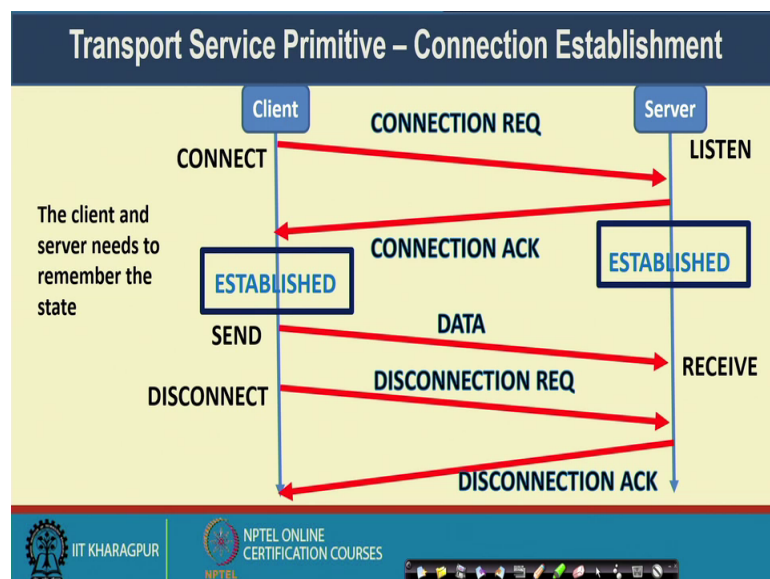 Transport Service Primitive – Connection Establishment
Client
Server
CONNECTION REQ
CONNECT
LISTEN
The client and
server needs to
remember the
state
CONNECTION ACK
ESTABLISHED
ESTABLISHED
SEND
DATA
RECEIVE
DISCONNECTION REQ
DISCONNECT
DISCONNECTION ACK
IIT KHARAGPUR
NPTEL ONLINE
CERTIFICATION COURSES
NPTEL